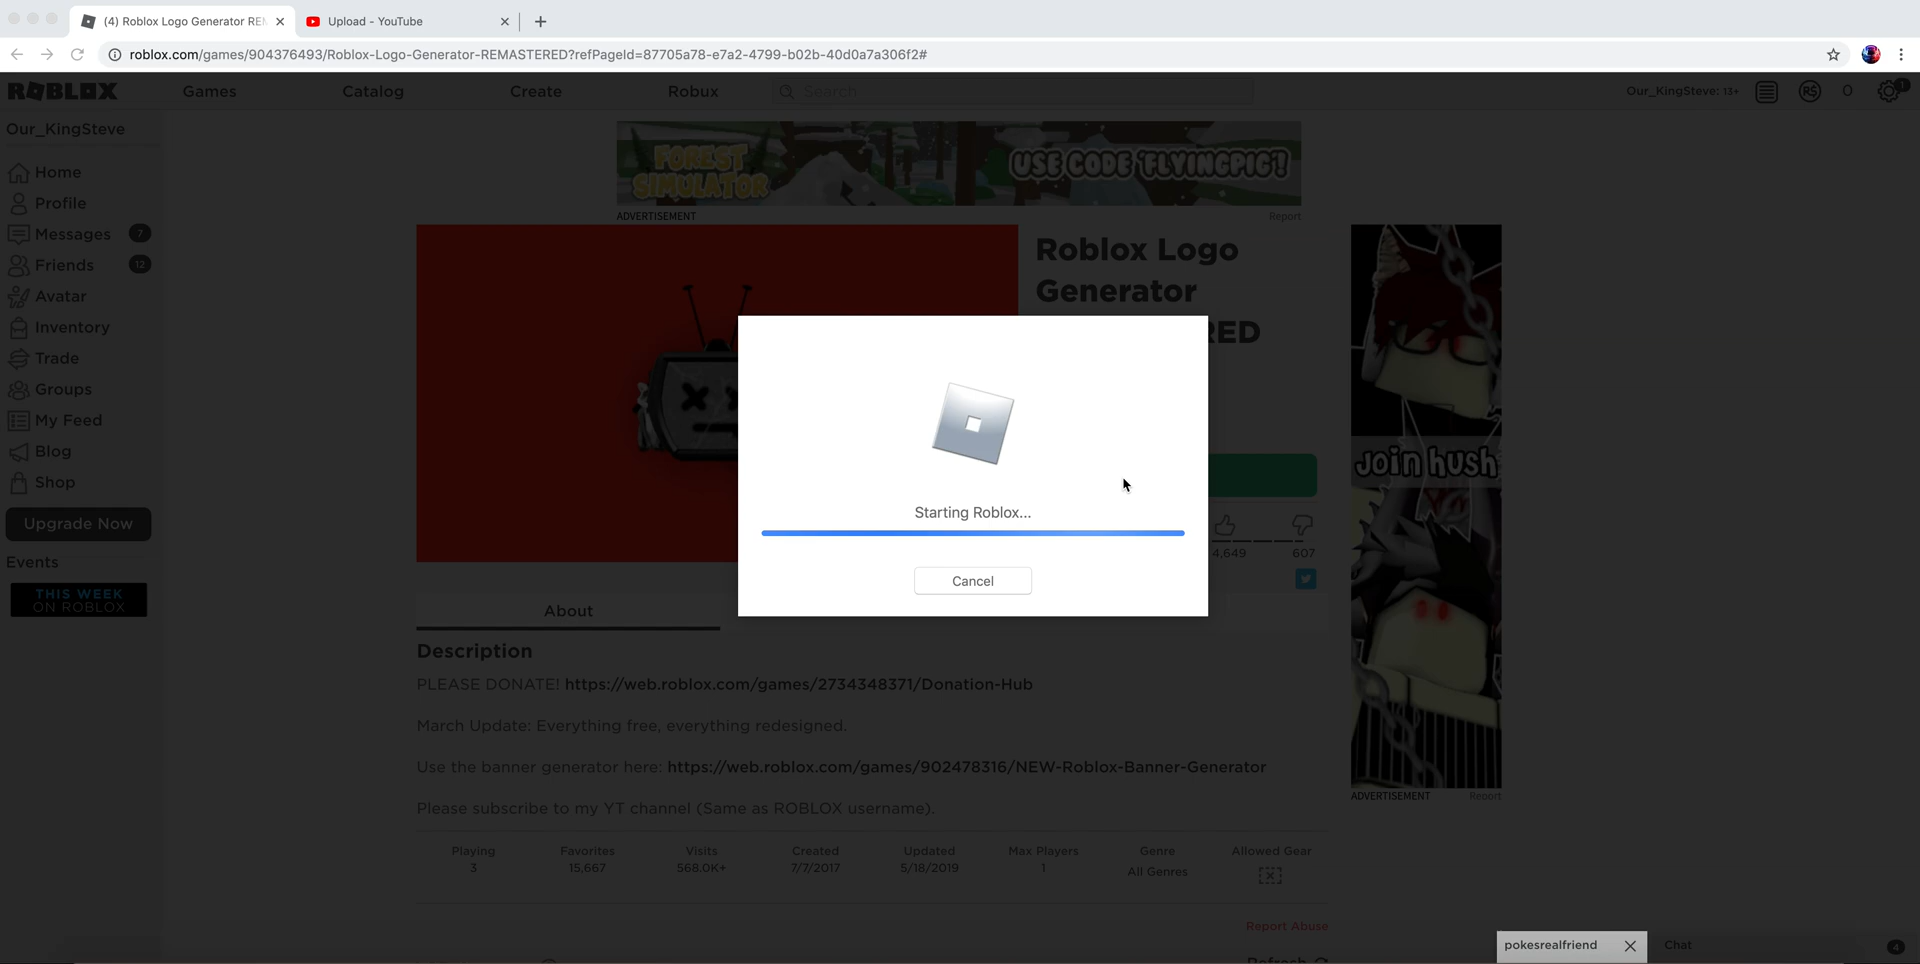 (4) Roblox Logo Generator RE
Upload - YouTube
roblox.com/games/904376493/Roblox-Logo-Generator-REMASTERED?refPageId=87705a78-e7a2-4799-b02b-40d0a7a306f2#
ROBLOX
Games
Catalog
Create
Robux
Search
Our_KingSteve: 13+
R$
0
1
Our_KingSteve
Home
Profile
Messages 7
Friends 12
Avatar
Inventory
Trade
Groups
My Feed
Blog
Shop
Upgrade Now
Events
THIS WEEK
ON ROBLOX
FOREST
SIMULATOR
USE CODE 'FLYINGPIG'!
ADVERTISEMENT
Report
Roblox Logo
Generator
RED
Starting Roblox...
Cancel
4,649
607
JOIN HUSH
ADVERTISEMENT
Report
About
Description
PLEASE DONATE! https://web.roblox.com/games/2734348371/Donation-Hub
March Update: Everything free, everything redesigned.
Use the banner generator here: https://web.roblox.com/games/902478316/NEW-Roblox-Banner-Generator
Please subscribe to my YT channel (Same as ROBLOX username).
Playing
Favorites
Visits
Created
Updated
Max Players
Genre
Allowed Gear
3
15,667
568.0K+
7/7/2017
5/18/2019
1
All Genres
Report Abuse
Refresh
pokesrealfriend
Chat
4